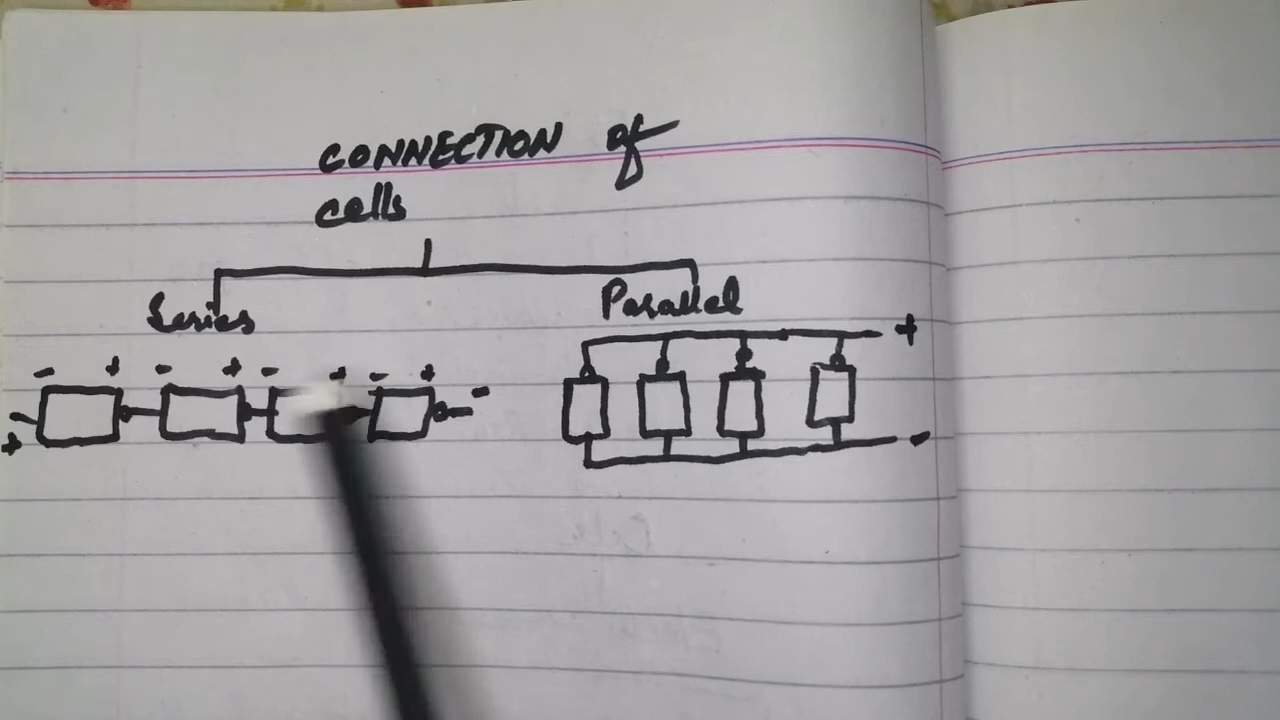 CONNECTION of
cells
Series
Parallel
+
- + - + - + - +
-
+
-